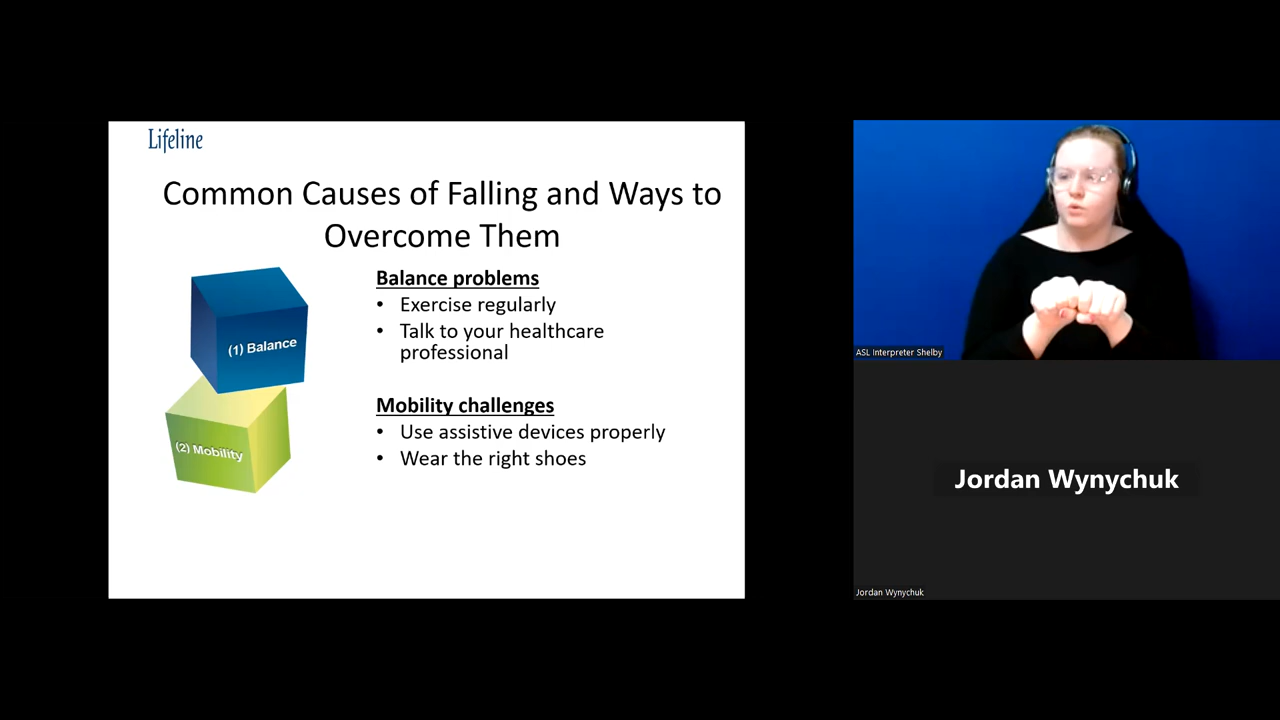 Lifeline
Common Causes of Falling and Ways to
Overcome Them
Balance problems
• Exercise regularly
• Talk to your healthcare
professional
Mobility challenges
• Use assistive devices properly
• Wear the right shoes
(1) Balance
(2) Mobility
ASL Interpreter Shelby
Jordan Wynychuk
Jordan Wynychuk